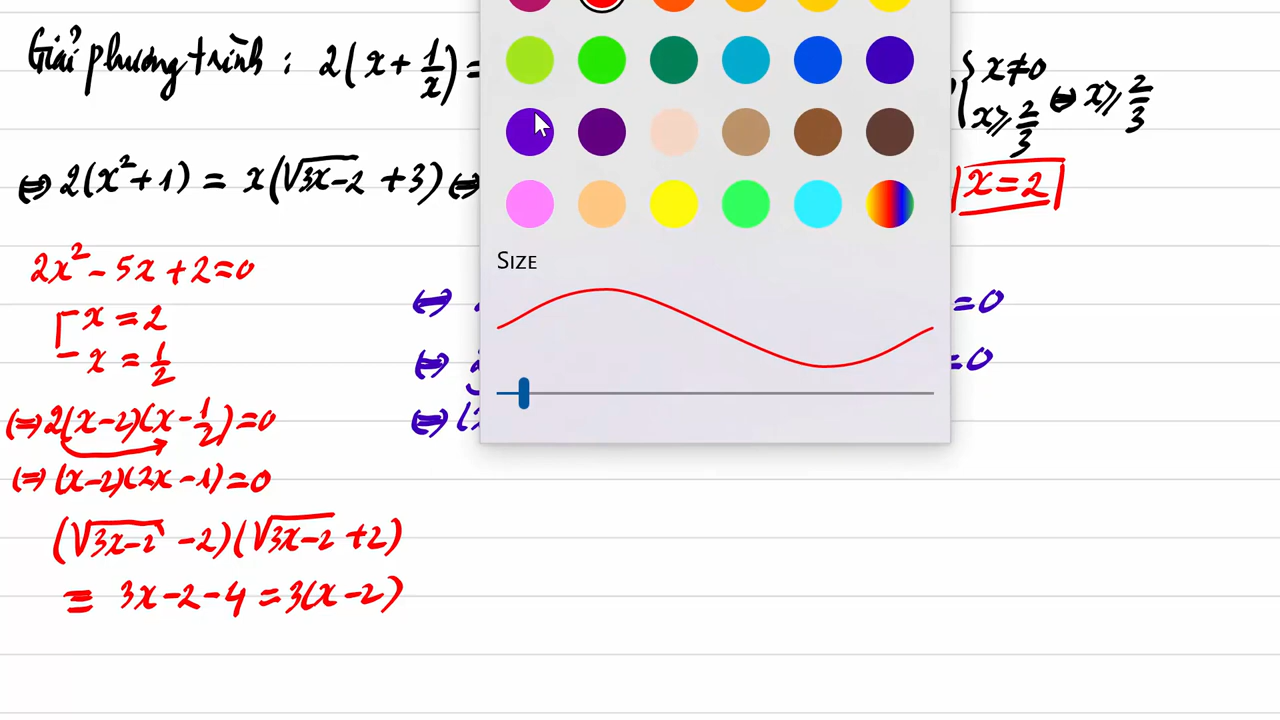 Giải phương trình : 2(x+1/x)= {x≠0
x⩾2/3 ⇔ x⩾2/3
⇔ 2(x²+1) = x(√3x-2 +3) ⇔ x=2
Size
2x²-5x+2=0
[x=2
x=1/2
⇔ =0
⇔ =0
⇔ 2(x-2)(x-1/2)=0 ⇔ (
⇔ (x-2)(2x-1)=0
(√3x-2 -2)(√3x-2 +2)
= 3x-2-4=3(x-2)